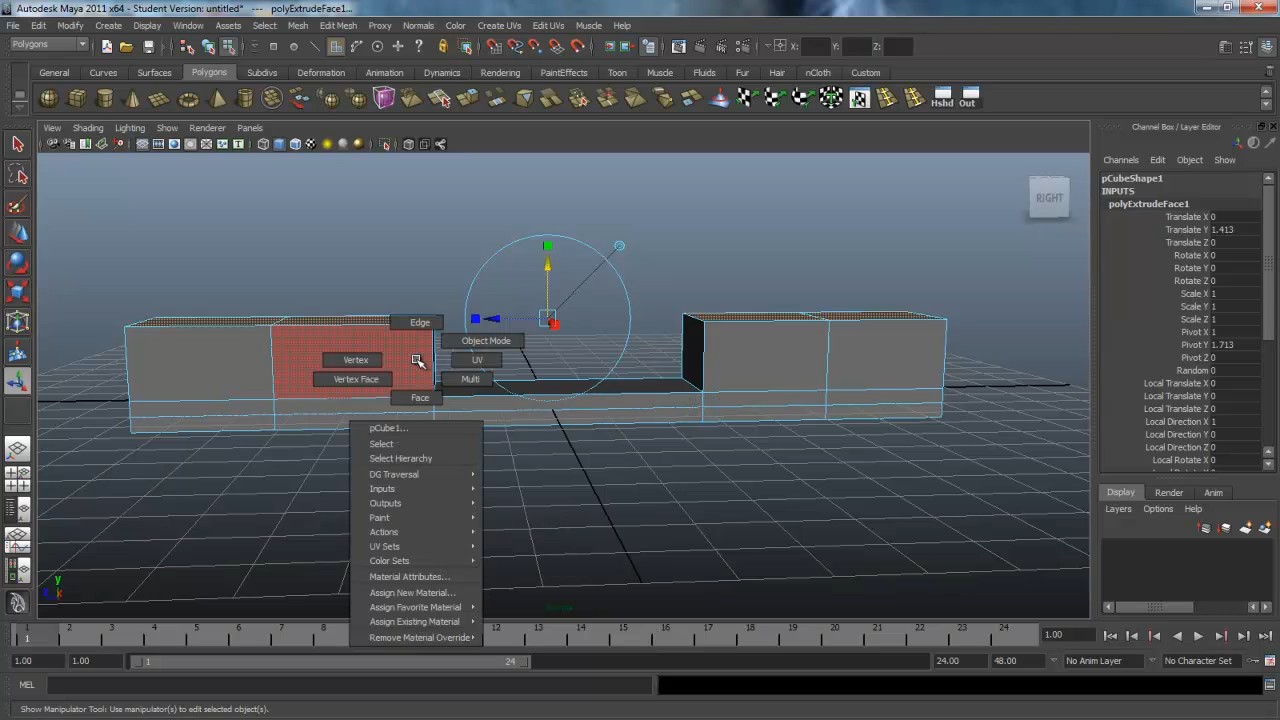 Autodesk Maya 2011 x64 - Student Version: untitled*   ---   polyExtrudeFace1...
File Edit Modify Create Display Window Assets Select Mesh Edit Mesh Proxy Normals Color Create UVs Edit UVs Muscle Help
Polygons X: Y: Z:
General Curves Surfaces Polygons Subdivs Deformation Animation Dynamics Rendering PaintEffects Toon Muscle Fluids Fur Hair nCloth Custom
Hshd Out
View Shading Lighting Show Renderer Panels
Channel Box / Layer Editor
Channels Edit Object Show
pCubeShape1
INPUTS
polyExtrudeFace1
Translate X 0
Translate Y 1.413
Translate Z 0
Rotate X 0
Rotate Y 0
Rotate Z 0
Scale X 1
Scale Y 1
Scale Z 1
Pivot X 1
Pivot Y 1.713
Pivot Z 0
Random 0
Local Translate X 0
Local Translate Y 0
Local Translate Z 0
Local Direction X 1
Local Direction Y 0
Local Direction Z 0
Local Rotate X 0
RIGHT
Edge
Object Mode
Vertex
UV
Vertex Face
Multi
Face
pCube1...
Select
Select Hierarchy
DG Traversal
Inputs
Outputs
Paint
Actions
UV Sets
Color Sets
Material Attributes...
Assign New Material...
Assign Favorite Material
Assign Existing Material
Remove Material Override
Display Render Anim
Layers Options Help
y
1 2 3 4 5 6 7 8 9 10 11 12 13 14 15 16 17 18 19 20 21 22 23 24
1
1.00
1.00 1.00 1 24 24.00 48.00 No Anim Layer No Character Set
MEL
Show Manipulator Tool: Use manipulator(s) to edit selected object(s).